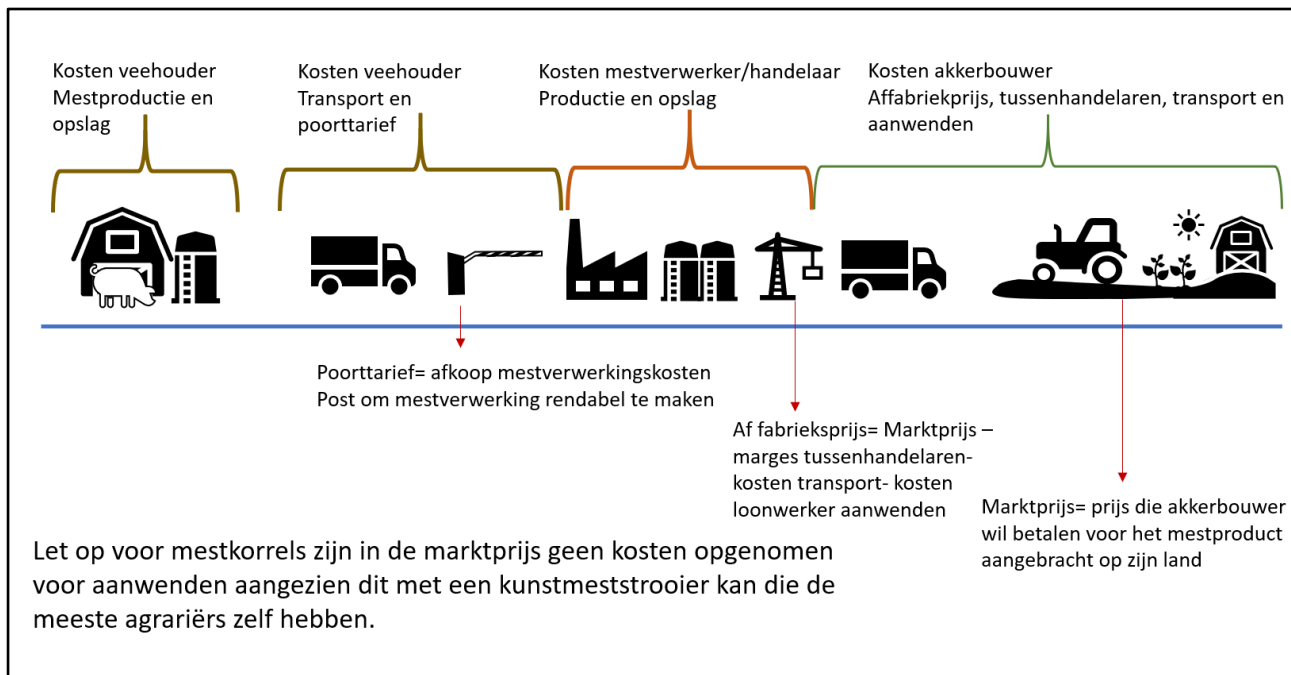 Kosten veehouder
Mestproductie en
opslag
Kosten veehouder
Transport en
poorttarief
Kosten mestverwerker/handelaar
Productie en opslag
Kosten akkerbouwer
Affabriekprijs, tussenhandelaren, transport en
aanwenden
Poorttarief= afkoop mestverwerkingskosten
Post om mestverwerking rendabel te maken
Af fabrieksprijs= Marktprijs –
marges tussenhandelaren-
kosten transport- kosten
loonwerker aanwenden
Marktprijs= prijs die akkerbouwer
wil betalen voor het mestproduct
aangebracht op zijn land
Let op voor mestkorrels zijn in de marktprijs geen kosten opgenomen
voor aanwenden aangezien dit met een kunstmeststrooier kan die de
meeste agrariërs zelf hebben.